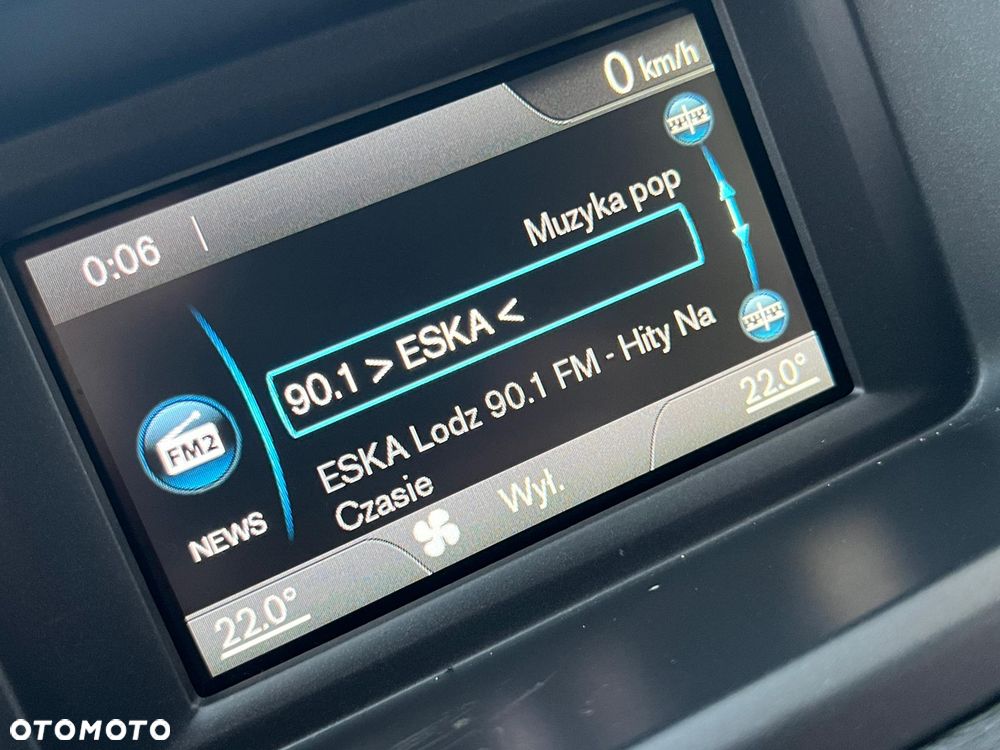 0 km/h
0:06
Muzyka pop
90.1 > ESKA <
ESKA Lodz 90.1 FM - Hity Na
Czasie
FM2
NEWS
Wył.
22.0°
22.0°
OTOMOTO